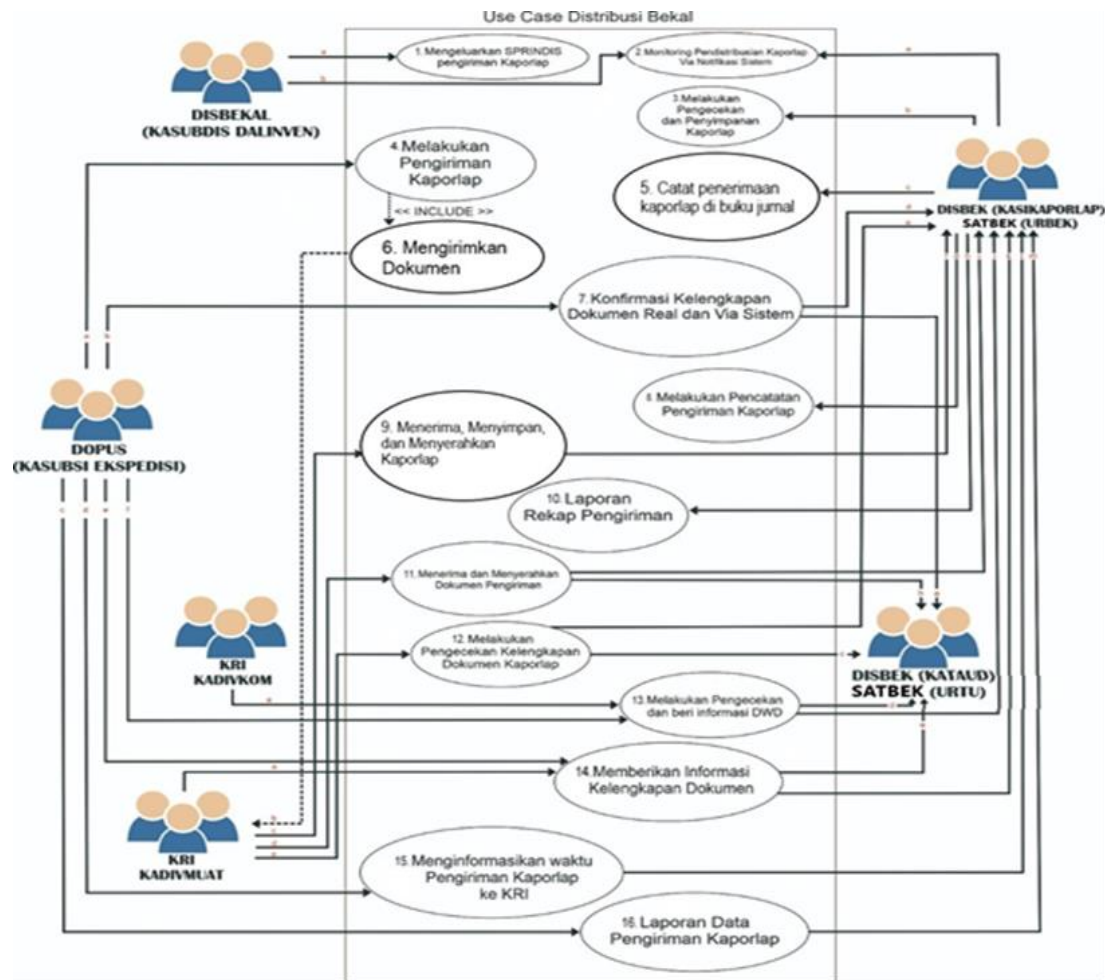 Use Case Distribusi Bekal
1. Mengeluarkan SPRINDIS
pengiriman Kaporlap
2. Monitoring Pendistribusian Kaporlap
Via Notifikasi Sistem
a
b
a
DISBEKAL
(KASUBDIS DALINVEN)
3. Melakukan
Pengecekan
dan Penyimpanan
Kaporlap
b
4. Melakukan
Pengiriman
Kaporlap
<< INCLUDE >>
5. Catat penerimaan
kaporlap di buku jurnal
c
d
e
DISBEK (KASIKAPORLAP)
SATBEK (URBEK)
6. Mengirimkan
Dokumen
7. Konfirmasi Kelengkapan
Dokumen Real dan Via Sistem
a
b
DOPUS
(KASUBSI EKSPEDISI)
8. Melakukan Pencatatan
Pengiriman Kaporlap
9. Menerima, Menyimpan,
dan Menyerahkan
Kaporlap
c
d
e
f
10. Laporan
Rekap Pengiriman
11. Menerima dan Menyerahkan
Dokumen Pengiriman
12. Melakukan
Pengecekan Kelengkapan
Dokumen Kaporlap
KRI
KADIVKOM
a
DISBEK (KATAUD)
SATBEK (URTU)
13. Melakukan Pengecekan
dan beri informasi DWD
14. Memberikan Informasi
Kelengkapan Dokumen
a
b
c
d
e
KRI
KADIVMUAT
15. Menginformasikan waktu
Pengiriman Kaporlap
ke KRI
16. Laporan Data
Pengiriman Kaporlap